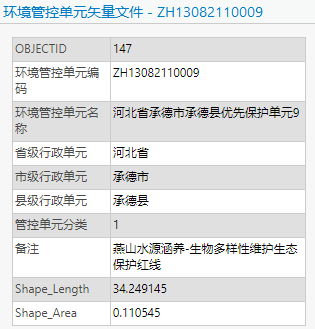 环境管控单元矢量文件 - ZH13082110009
OBJECTID 147
环境管控单元编 ZH13082110009
码
环境管控单元名 河北省承德市承德县优先保护单元9
称
省级行政单元 河北省
市级行政单元 承德市
县级行政单元 承德县
管控单元分类 1
备注 燕山水源涵养-生物多样性维护生态
保护红线
Shape_Length 34.249145
Shape_Area 0.110545